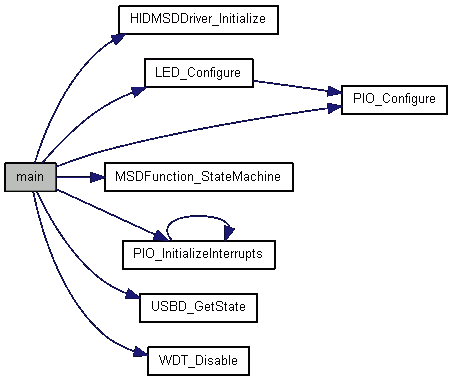 HIDMSDDriver_Initialize
LED_Configure
PIO_Configure
main
MSDFunction_StateMachine
PIO_InitializeInterrupts
USBD_GetState
WDT_Disable